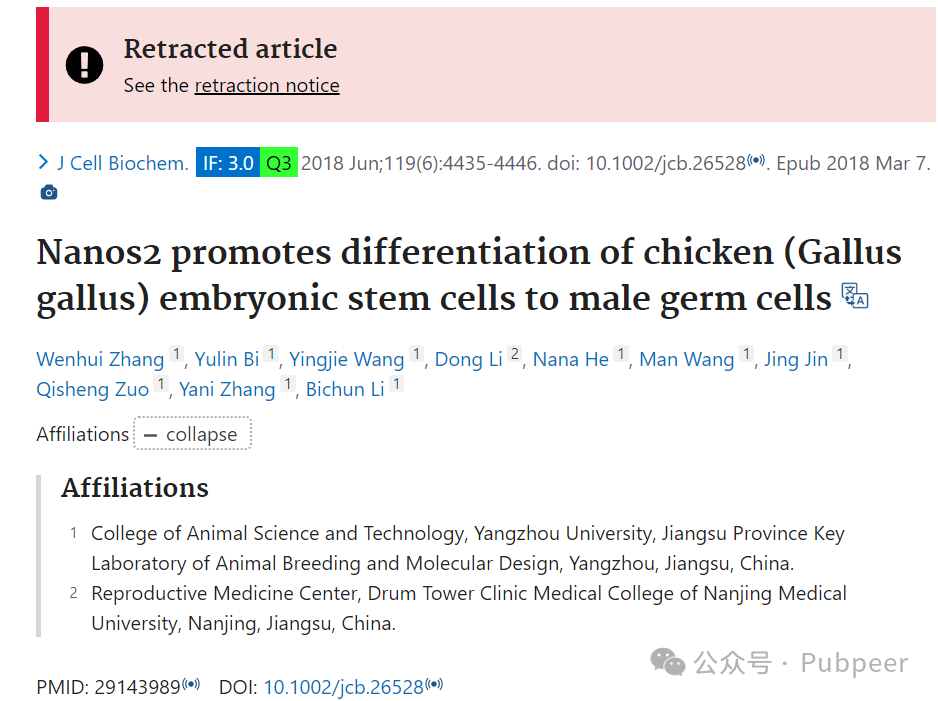 Retracted article
See the retraction notice
J Cell Biochem. IF: 3.0 Q3 2018 Jun;119(6):4435-4446. doi: 10.1002/jcb.26528. Epub 2018 Mar 7.
Nanos2 promotes differentiation of chicken (Gallus
gallus) embryonic stem cells to male germ cells
Wenhui Zhang 1, Yulin Bi 1, Yingjie Wang 1, Dong Li 2, Nana He 1, Man Wang 1, Jing Jin 1,
Qisheng Zuo 1, Yani Zhang 1, Bichun Li 1
Affiliations — collapse
Affiliations
1 College of Animal Science and Technology, Yangzhou University, Jiangsu Province Key
Laboratory of Animal Breeding and Molecular Design, Yangzhou, Jiangsu, China.
2 Reproductive Medicine Center, Drum Tower Clinic Medical College of Nanjing Medical
University, Nanjing, Jiangsu, China.
公众号 · Pubpeer
PMID: 29143989 DOI: 10.1002/jcb.26528